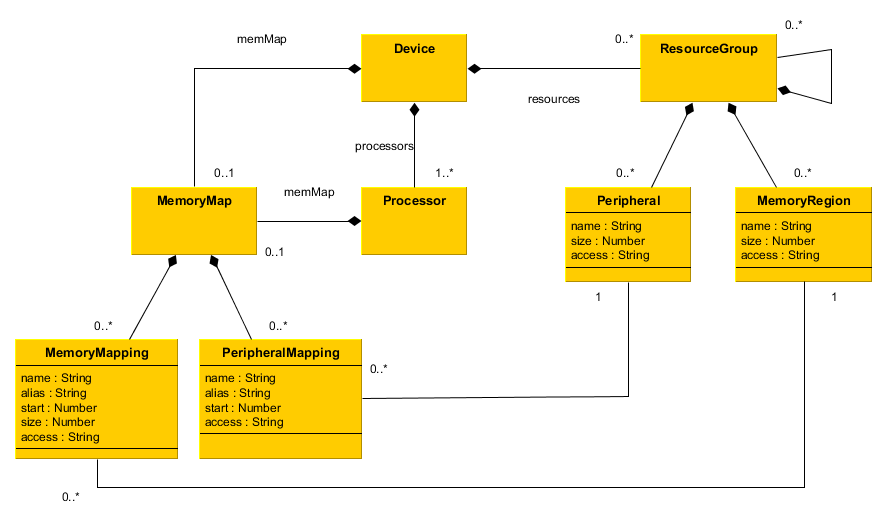 0..*
memMap
Device
0..*
ResourceGroup
resources
processors
0..1
memMap
1..*
0..*
0..*
MemoryMap
Processor
Peripheral
name : String
size : Number
access : String
MemoryRegion
name : String
size : Number
access : String
0..1
1
1
0..*
0..*
MemoryMapping
name : String
alias : String
start : Number
size : Number
access : String
PeripheralMapping
name : String
alias : String
start : Number
access : String
0..*
0..*